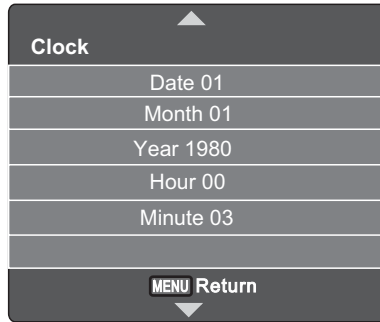 Clock
Date 01
Month 01
Year 1980
Hour 00
Minute 03
MENU Return